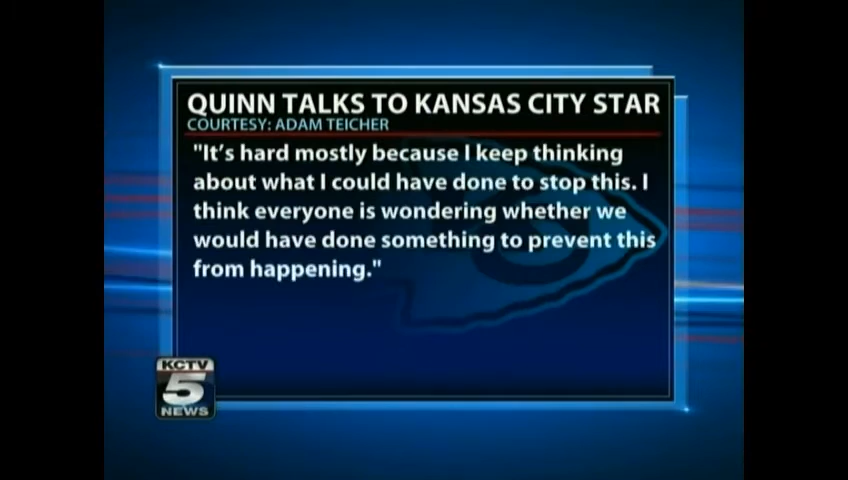 QUINN TALKS TO KANSAS CITY STAR
COURTESY: ADAM TEICHER
"It's hard mostly because I keep thinking
about what I could have done to stop this. I
think everyone is wondering whether we
would have done something to prevent this
from happening."
KCTV
5
NEWS